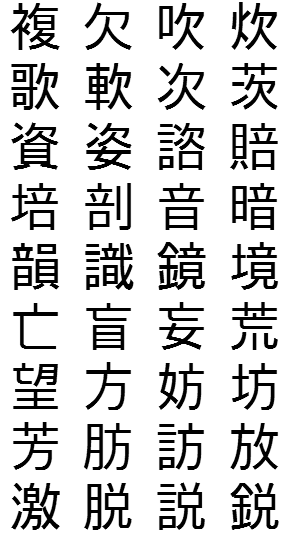 複 欠 吹 炊
歌 軟 次 茨
資 姿 諮 賠
培 剖 音 暗
韻 識 鏡 境
亡 盲 妄 荒
望 方 妨 坊
芳 肪 訪 放
激 脱 説 鋭